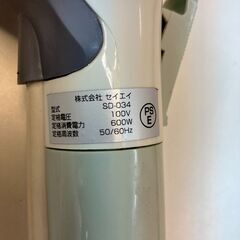 株式会社 セイエイ
型式 SD-034
定格電圧 100V
定格消費電力 600W
定格周波数 50/60Hz
PS
E